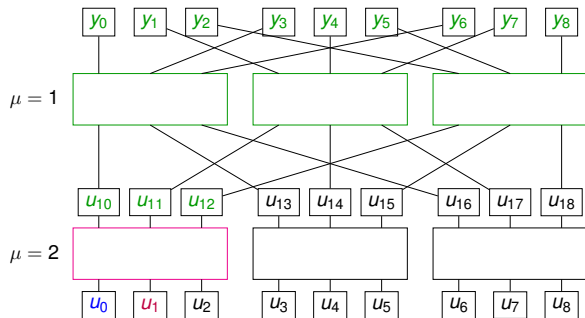 y0 y1 y2 y3 y4 y5 y6 y7 y8
μ = 1
u10 u11 u12 u13 u14 u15 u16 u17 u18
μ = 2
u0 u1 u2 u3 u4 u5 u6 u7 u8